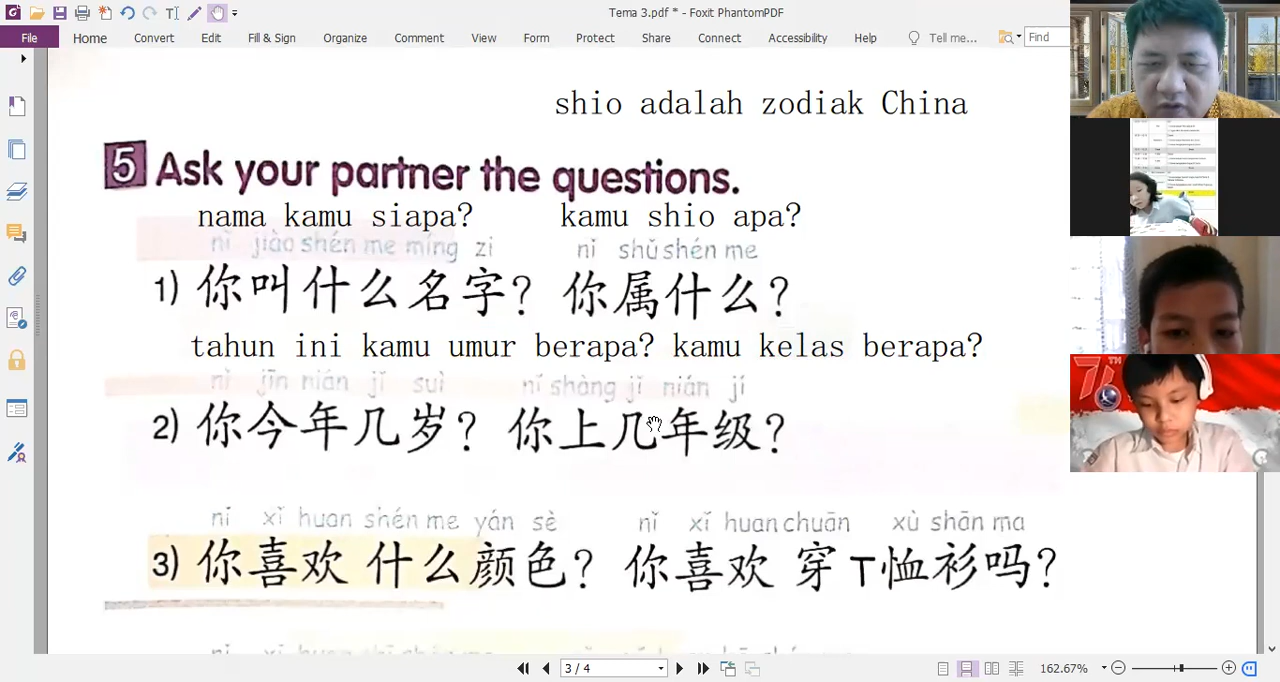 Tema 3.pdf * - Foxit PhantomPDF
File Home Convert Edit Fill & Sign Organize Comment View Form Protect Share Connect Accessibility Help Tell me... Find
shio adalah zodiak China
5 Ask your partner the questions.
nama kamu siapa? kamu shio apa?
nǐ jiào shén me míng zi nǐ shǔ shén me
1) 你叫什么名字? 你属什么?
tahun ini kamu umur berapa? kamu kelas berapa?
nǐ jīn nián jǐ suì nǐ shàng jǐ nián jí
2) 你今年几岁? 你上几年级?
nǐ xǐ huan shén me yán sè nǐ xǐ huan chuān xù shān ma
3) 你喜欢 什么颜色? 你喜欢 穿 T恤衫吗?
3 / 4
162.67%